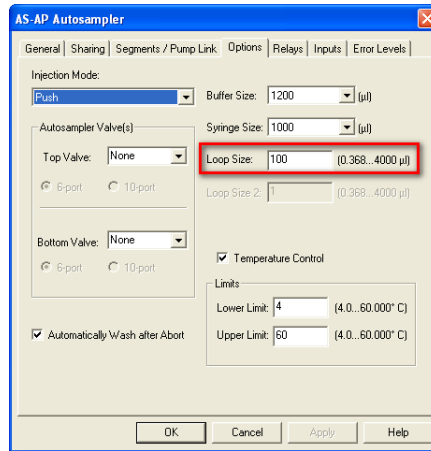 AS-AP Autosampler
General Sharing Segments / Pump Link Options Relays Inputs Error Levels
Injection Mode:
Push
Buffer Size: 1200 (µl)
Autosampler Valve(s)
Syringe Size: 1000 (µl)
Top Valve: None
Loop Size: 100 (0.368...4000 µl)
6-port 10-port
Loop Size 2: 1 (0.368...4000 µl)
Bottom Valve: None
6-port 10-port
Temperature Control
Limits
Lower Limit: 4 (4.0...60.000° C)
Automatically Wash after Abort
Upper Limit: 60 (4.0...60.000° C)
OK Cancel Apply Help